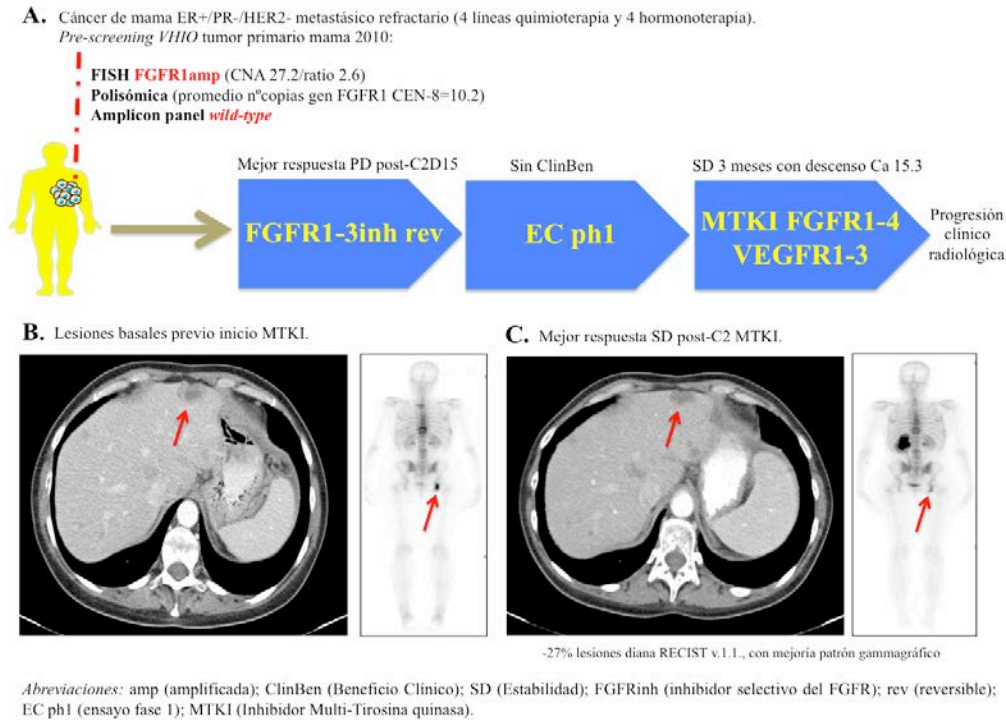 A. Cáncer de mama ER+/PR-/HER2- metastásico refractario (4 líneas quimioterapia y 4 hormonoterapia).
Pre-screening VHIO tumor primario mama 2010:
FISH FGFR1amp (CNA 27.2/ratio 2.6)
Polisómica (promedio nºcopias gen FGFR1 CEN-8=10.2)
Amplicon panel wild-type
Mejor respuesta PD post-C2D15
FGFR1-3inh rev
Sin ClinBen
EC ph1
SD 3 meses con descenso Ca 15.3
MTKI FGFR1-4
VEGFR1-3
Progresión
clínico
radiológica
B. Lesiones basales previo inicio MTKI.
C. Mejor respuesta SD post-C2 MTKI.
-27% lesiones diana RECIST v.1.1., con mejoría patrón gammagráfico
Abreviaciones: amp (amplificada); ClinBen (Beneficio Clínico); SD (Estabilidad); FGFRinh (inhibidor selectivo del FGFR); rev (reversible);
EC ph1 (ensayo fase 1); MTKI (Inhibidor Multi-Tirosina quinasa).